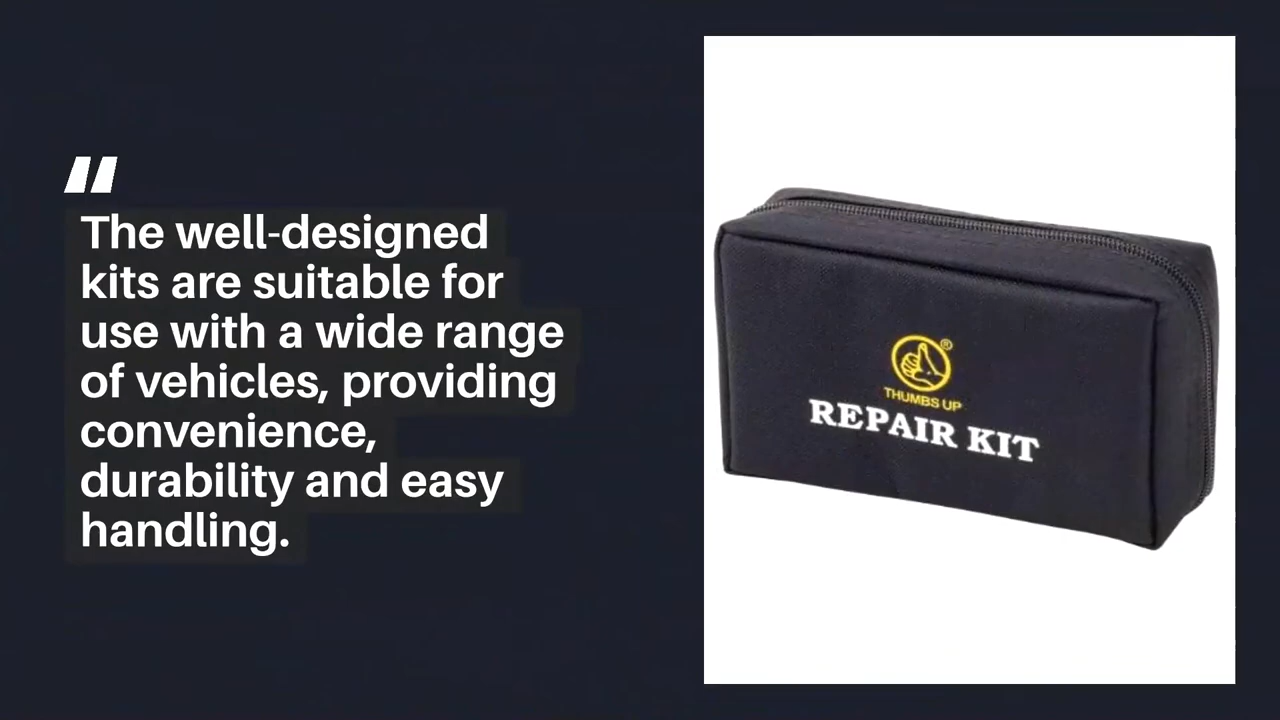 "
The well-designed
kits are suitable for
use with a wide range
of vehicles, providing
convenience,
durability and easy
handling.
®
THUMBS UP
REPAIR KIT